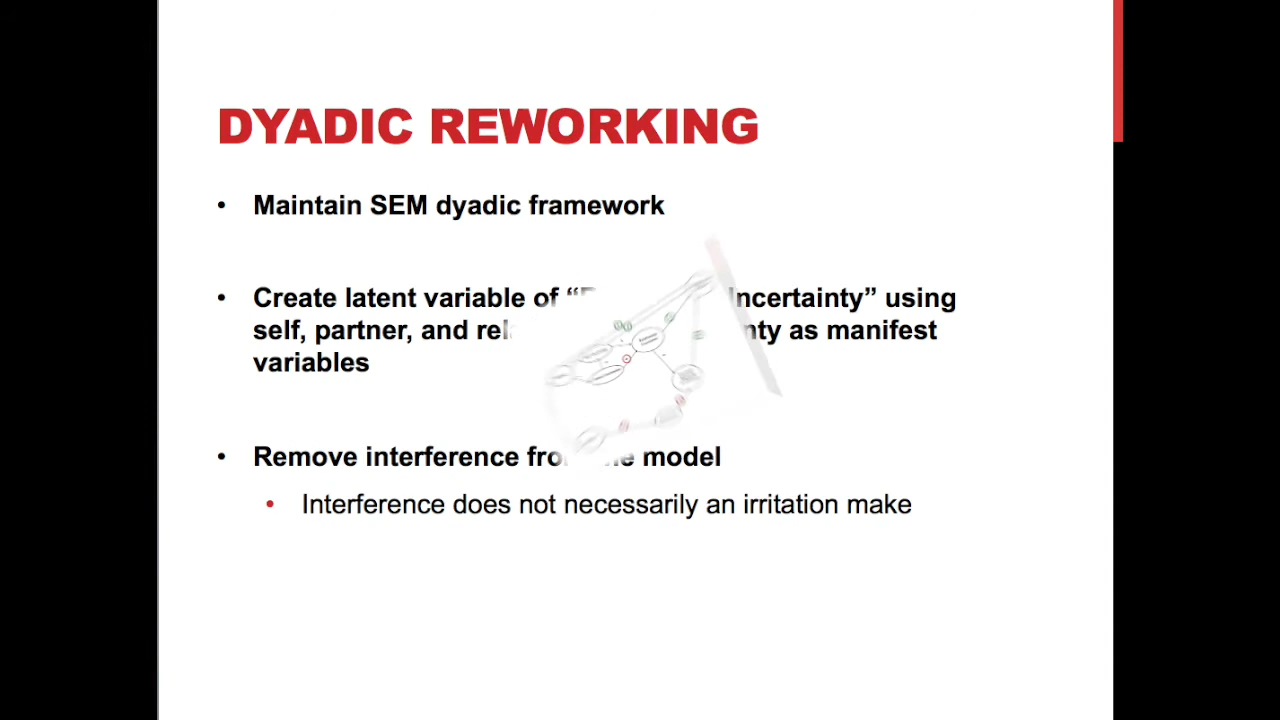 DYADIC REWORKING
• Maintain SEM dyadic framework
• Create latent variable of “ ncertainty” using
self, partner, and rel nty as manifest
variables
• Remove interference fro e model
• Interference does not necessarily an irritation make